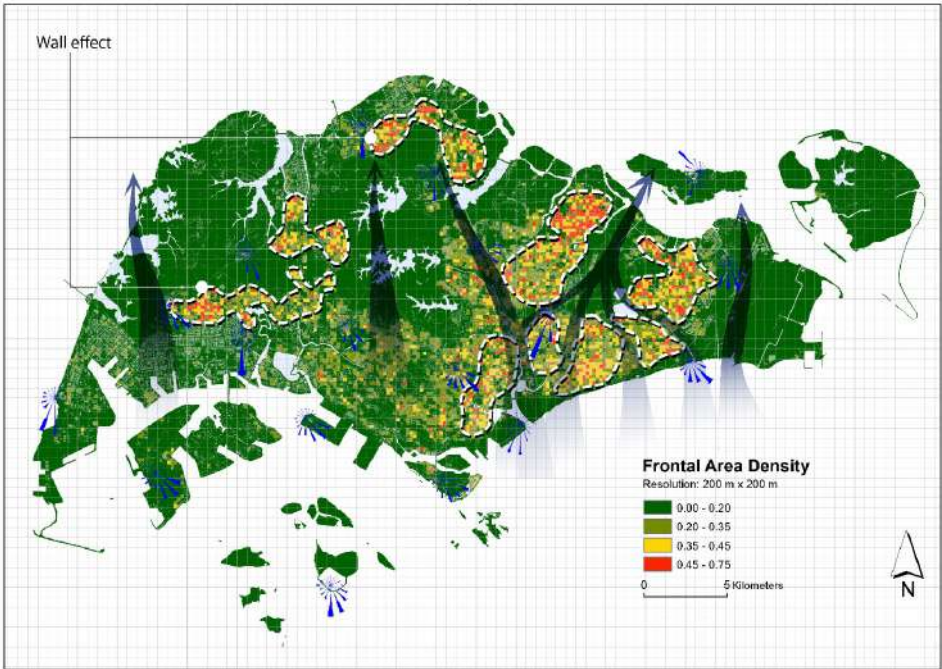 Wall effect
Frontal Area Density
Resolution: 200 m x 200 m
0.00 - 0.20
0.20 - 0.35
0.35 - 0.45
0.45 - 0.75
0 5 Kilometers
N